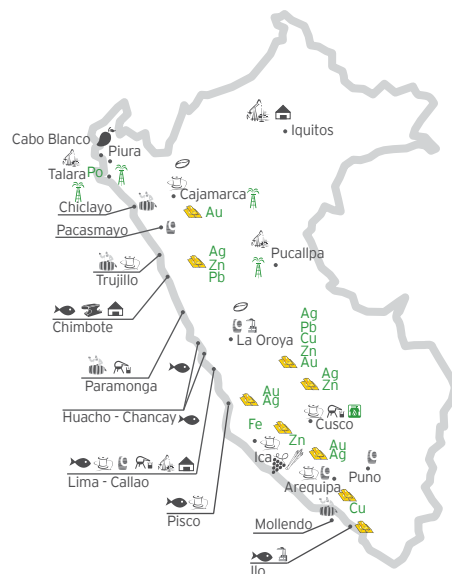 Iquitos
Cabo Blanco
Piura
Talara Po
Cajamarca
Chiclayo
Au
Pacasmayo
Ag
Zn
Pb
Pucallpa
Trujillo
Chimbote
Ag
Pb
Cu
Zn
Au
La Oroya
Ag
Zn
Paramonga
Au
Ag
Huacho - Chancay
Fe
Cusco
Zn
Au
Ag
Ica
Lima - Callao
Puno
Arequipa
Pisco
Cu
Mollendo
Ilo